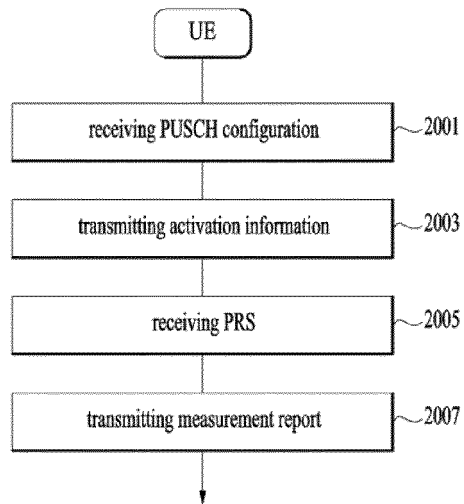 UE
receiving PUSCH configuration
2001
transmitting activation information
2003
receiving PRS
2005
transmitting measurement report
2007